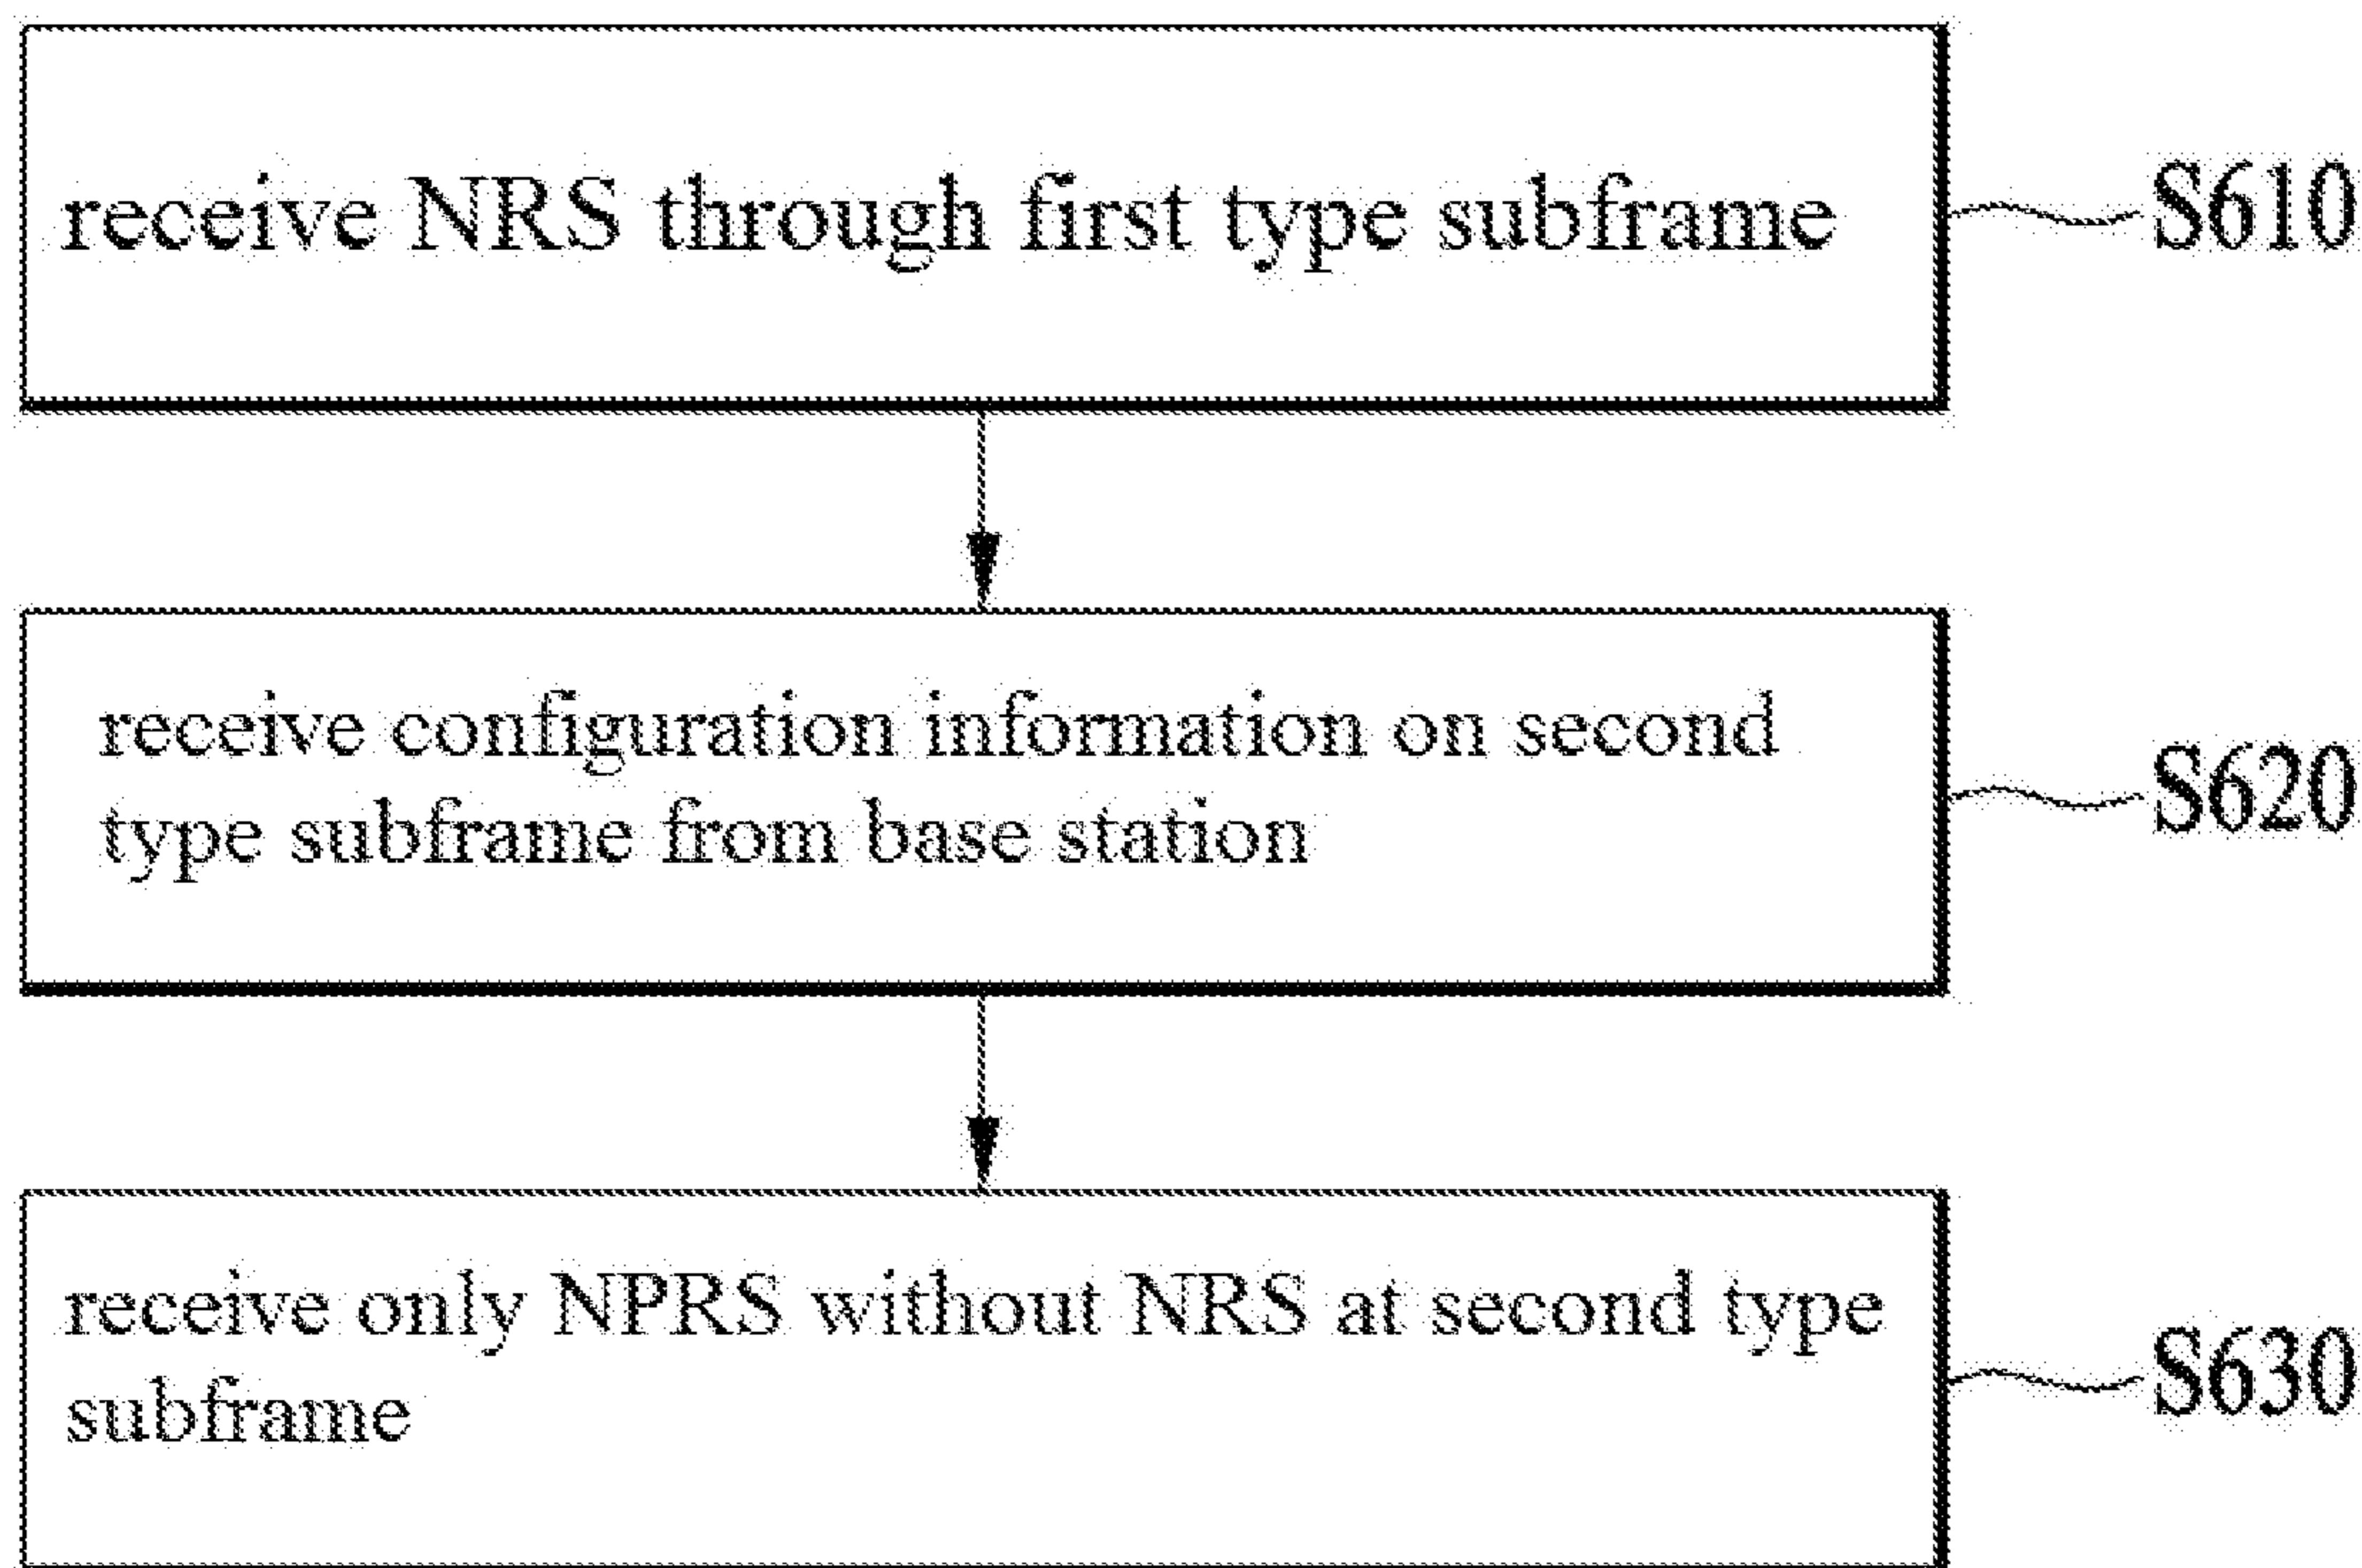 receive NRS through first type subframe
S610
receive configuration information on second
type subframe from base station
S620
receive only NPRS without NRS at second type
subframe
S630